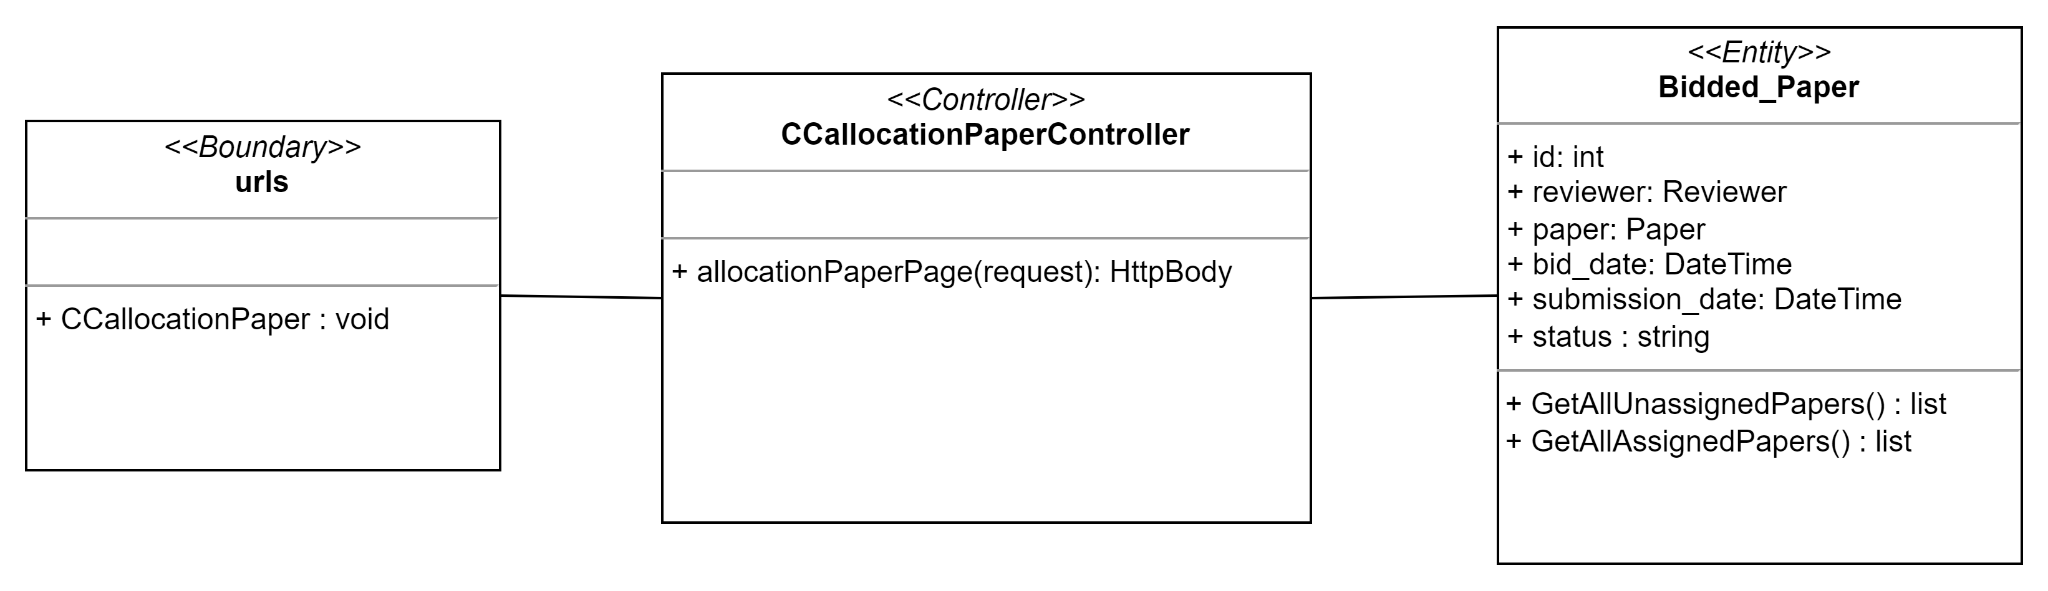 <<Boundary>>
urls
+ CCallocationPaper : void
<<Controller>>
CCallocationPaperController
+ allocationPaperPage(request): HttpBody
<<Entity>>
Bidded_Paper
+ id: int
+ reviewer: Reviewer
+ paper: Paper
+ bid_date: DateTime
+ submission_date: DateTime
+ status : string
+ GetAllUnassignedPapers() : list
+ GetAllAssignedPapers() : list